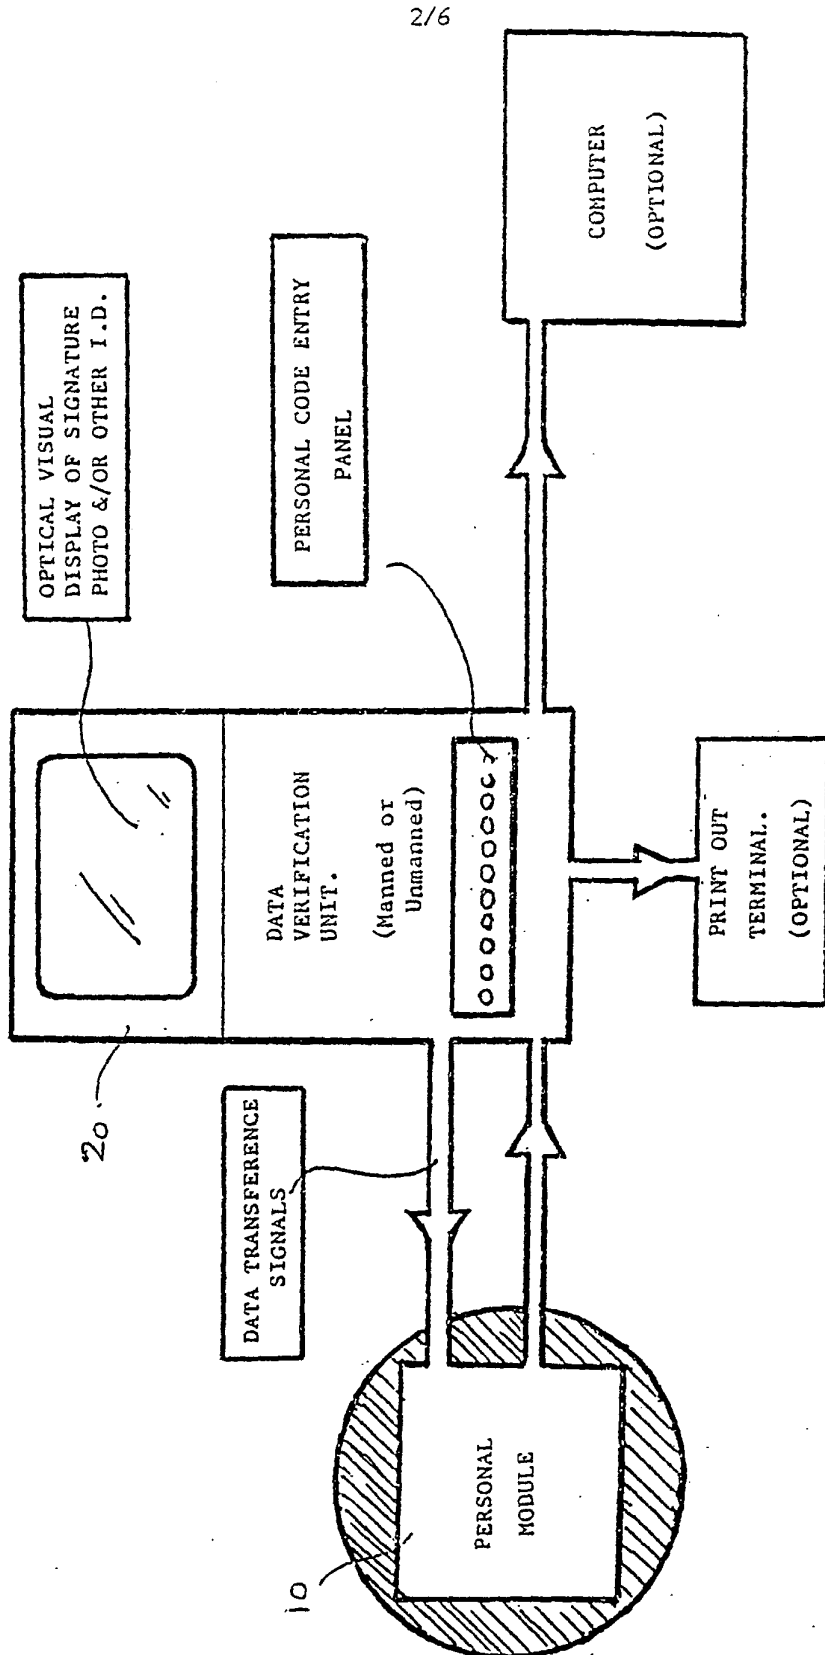 2/6
OPTICAL VISUAL
DISPLAY OF SIGNATURE
PHOTO &/OR OTHER I.D.
PERSONAL CODE ENTRY
PANEL
COMPUTER
(OPTIONAL)
20
DATA
VERIFICATION
UNIT.
(Manned or
Unmanned)
DATA TRANSFERENCE
SIGNALS
PRINT OUT
TERMINAL.
(OPTIONAL)
10
PERSONAL
MODULE